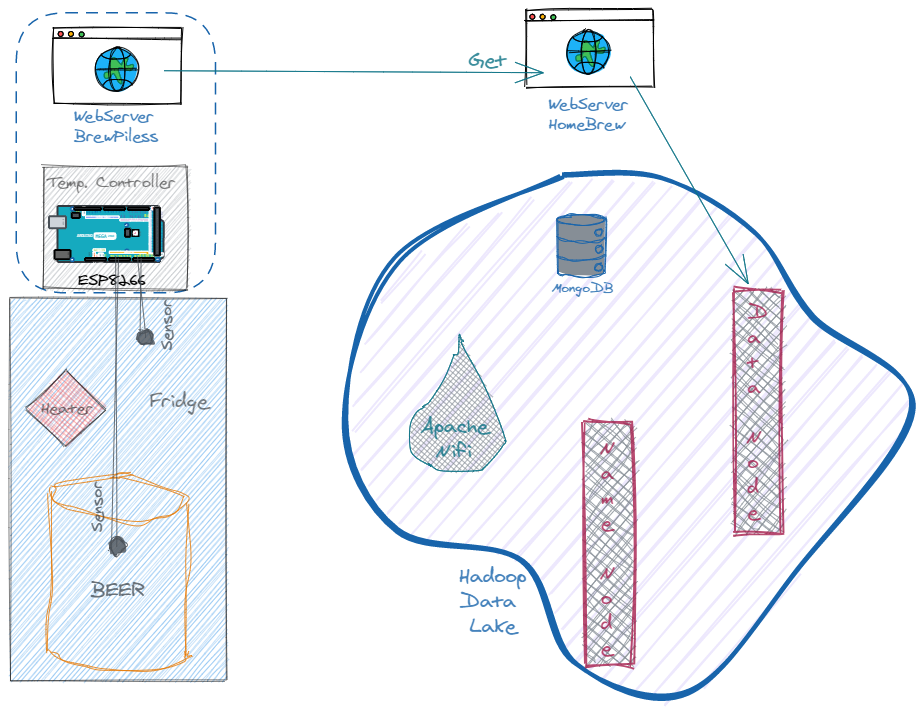 WebServer
BrewPiless
Get
WebServer
HomeBrew
Temp. Controller
ESP8266
Sensor
Heater
Fridge
Sensor
BEER
MongoDB
Apache
Nifi
Data Node
Name Node
Hadoop
Data
Lake